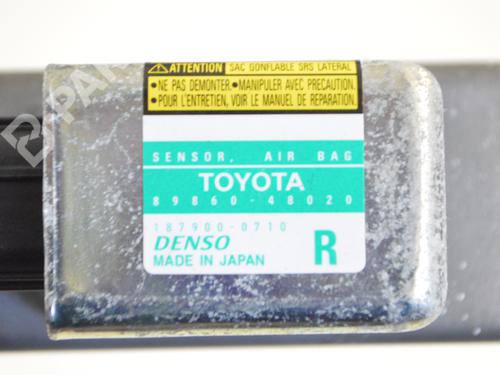 ATTENTION SAC GONFLABLE SRS LATERAL
•NE PAS DEMONTER.•MANIPULER AVEC PRECAUTION.
•POUR L'ENTRETIEN, VOIR LE MANUEL DE REPARATION.
SENSOR, AIR BAG
TOYOTA
89860-48020
187900-0710
DENSO
MADE IN JAPAN
R
B-PARTS